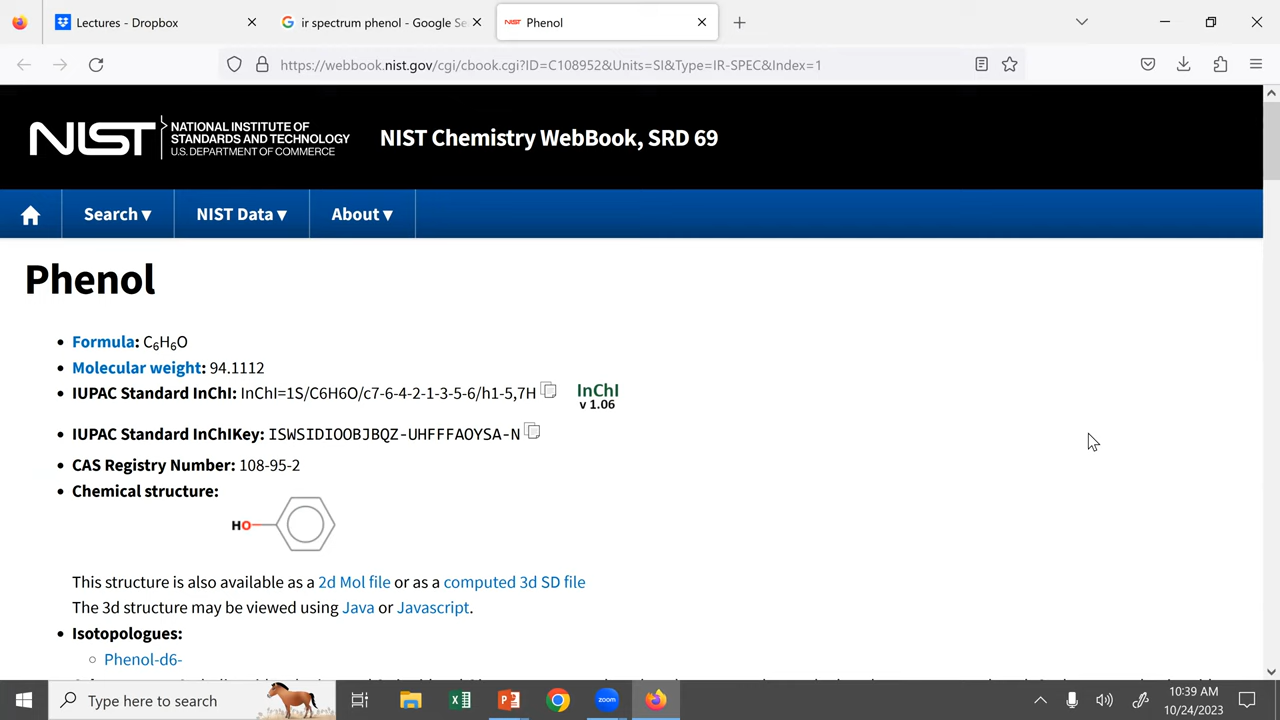 Lectures - Dropbox
ir spectrum phenol - Google Se
NIST
Phenol
https://webbook.nist.gov/cgi/cbook.cgi?ID=C108952&Units=SI&Type=IR-SPEC&Index=1
NIST
NATIONAL INSTITUTE OF
STANDARDS AND TECHNOLOGY
U.S. DEPARTMENT OF COMMERCE
NIST Chemistry WebBook, SRD 69
Search▼
NIST Data▼
About▼
Phenol
• Formula: C6H6O
• Molecular weight: 94.1112
• IUPAC Standard InChI: InChI=1S/C6H6O/c7-6-4-2-1-3-5-6/h1-5,7H
InChI
v 1.06
• IUPAC Standard InChIKey: ISWSIDIOOBJBQZ-UHFFFAOYSA-N
• CAS Registry Number: 108-95-2
• Chemical structure:
HO
This structure is also available as a 2d Mol file or as a computed 3d SD file
The 3d structure may be viewed using Java or Javascript.
• Isotopologues:
○ Phenol-d6-
Type here to search
zoom
10:39 AM
10/24/2023